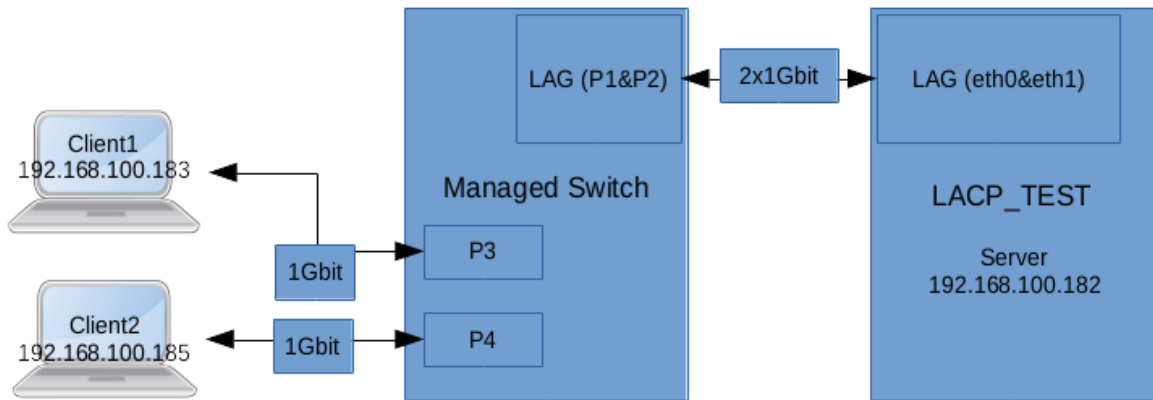 LAG (P1&P2)
2x1Gbit
LAG (eth0&eth1)
Client1
192.168.100.183
Managed Switch
LACP_TEST
P3
1Gbit
Server
192.168.100.182
Client2
192.168.100.185
1Gbit
P4